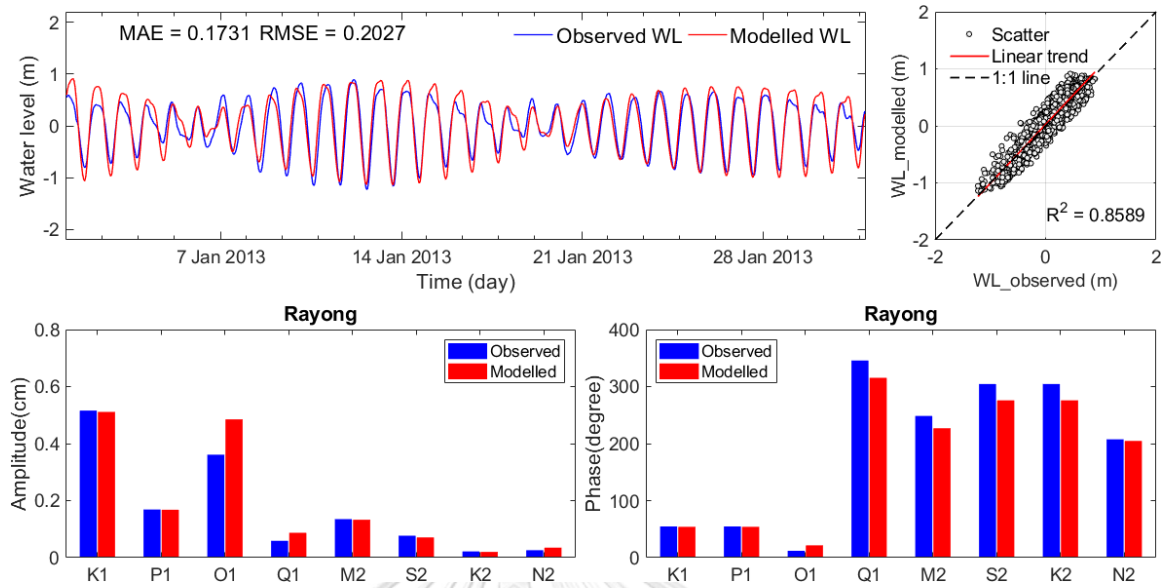 MAE = 0.1731 RMSE = 0.2027
Observed WL
Modelled WL
Water level (m)
2
1
0
-1
-2
7 Jan 2013
14 Jan 2013
21 Jan 2013
28 Jan 2013
Time (day)
Scatter
Linear trend
1:1 line
WL_modelled (m)
2
1
0
-1
-2
R² = 0.8589
-2
0
2
WL_observed (m)
Rayong
Observed
Modelled
Amplitude(cm)
0.8
0.6
0.4
0.2
0
K1
P1
O1
Q1
M2
S2
K2
N2
Rayong
Observed
Modelled
Phase(degree)
400
300
200
100
0
K1
P1
O1
Q1
M2
S2
K2
N2